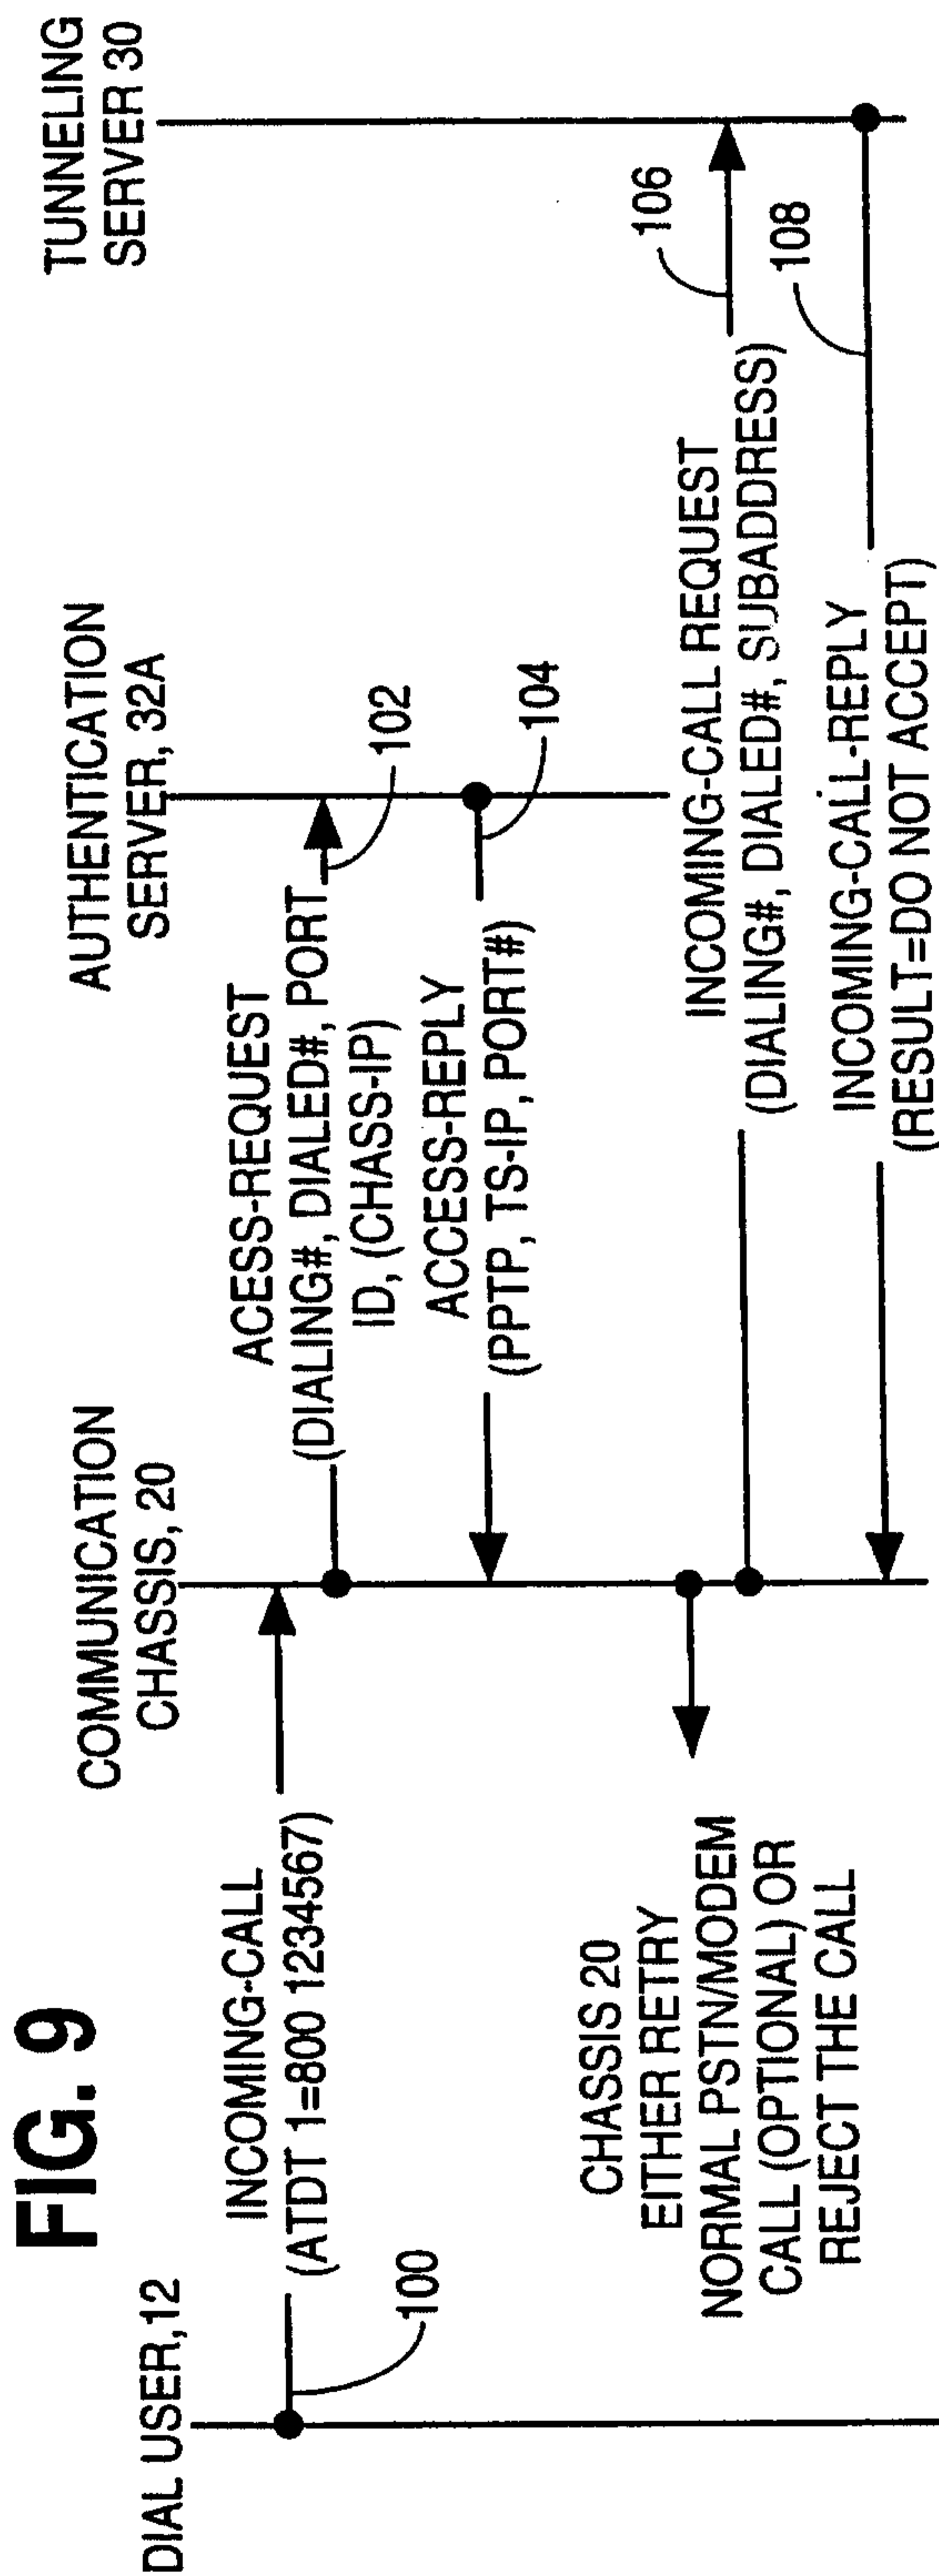 FIG. 9
DIAL USER,12
COMMUNICATION
CHASSIS, 20
AUTHENTICATION
SERVER, 32A
TUNNELING
SERVER 30
INCOMING-CALL
(ATDT 1=800 1234567)
100
ACESS-REQUEST
(DIALING#, DIALED#, PORT
ID, (CHASS-IP)
102
ACCESS-REPLY
(PPTP, TS-IP, PORT#)
104
CHASSIS 20
EITHER RETRY
NORMAL PSTN/MODEM
CALL (OPTIONAL) OR
REJECT THE CALL
INCOMING-CALL REQUEST
(DIALING#, DIALED#, SUBADDRESS)
106
INCOMING-CALL-REPLY
(RESULT=DO NOT ACCEPT)
108